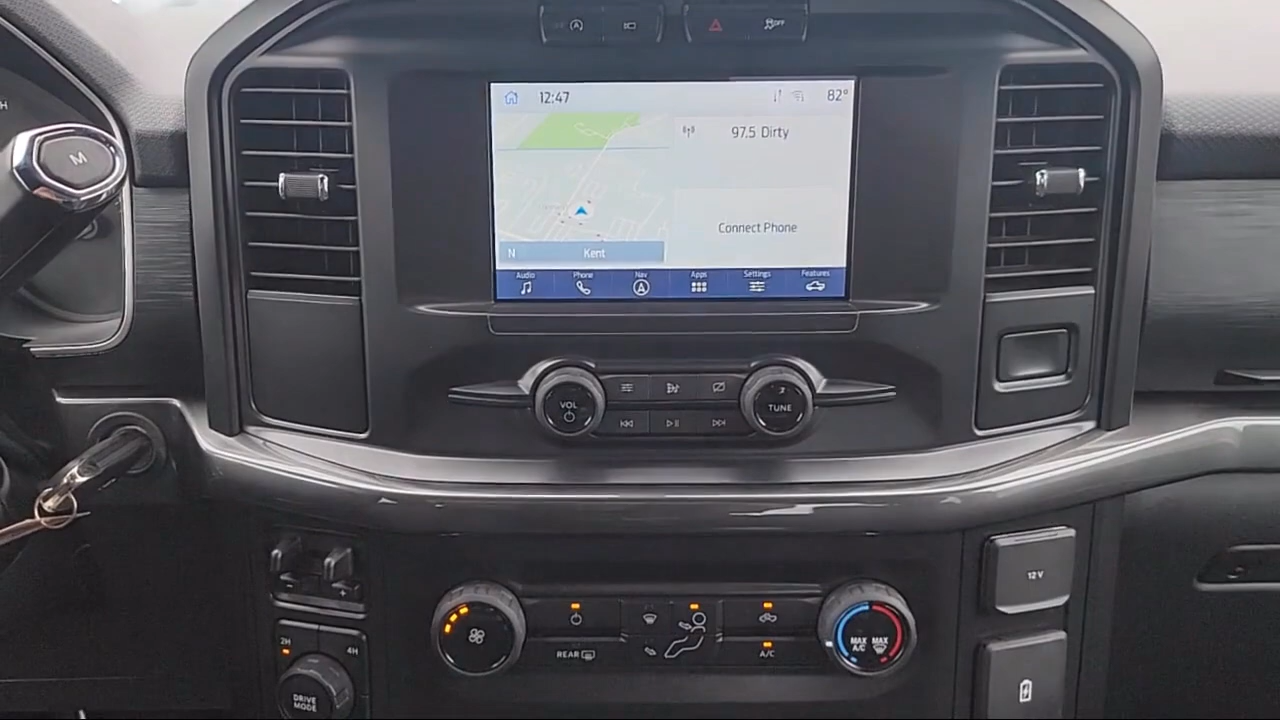 OFF
H
M
12:47
82°
97.5 Dirty
Connect Phone
N Kent
Audio Phone Nav Apps Settings Features
VOL
TUNE
12V
2H
4H
DRIVE
MODE
REAR
A/C
MAX
A/C
MAX